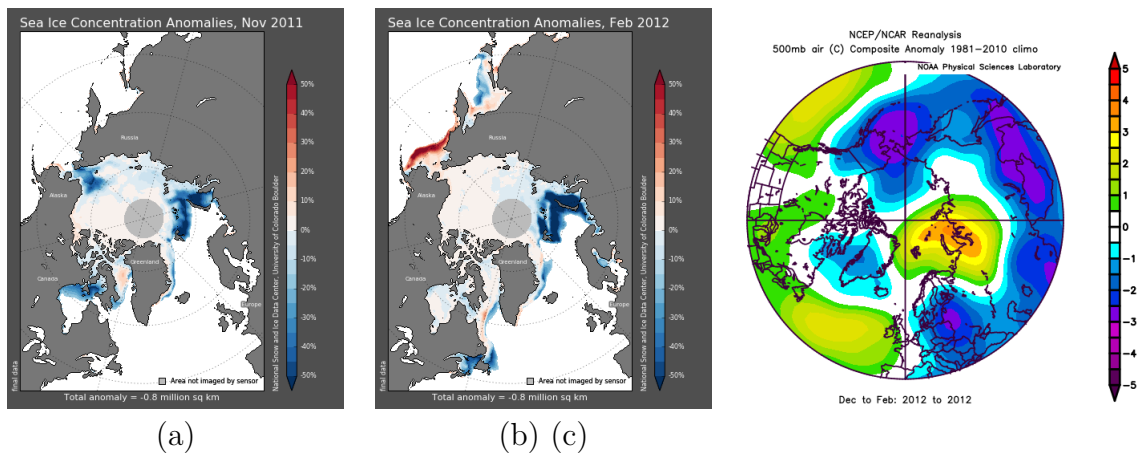 Sea Ice Concentration Anomalies, Nov 2011
Russia
Alaska
Greenland
Canada
Europe
50%
40%
30%
20%
10%
0%
-10%
-20%
-30%
-40%
-50%
National Snow and Ice Data Center, University of Colorado Boulder
final data
Area not imaged by sensor
Total anomaly = -0.8 million sq km
(a)
Sea Ice Concentration Anomalies, Feb 2012
Russia
Alaska
Greenland
Canada
Europe
50%
40%
30%
20%
10%
0%
-10%
-20%
-30%
-40%
-50%
National Snow and Ice Data Center, University of Colorado Boulder
final data
Area not imaged by sensor
Total anomaly = -0.8 million sq km
(b) (c)
NCEP/NCAR Reanalysis
500mb air (C) Composite Anomaly 1981-2010 climo
NOAA Physical Sciences Laboratory
5
4
3
2
1
0
-1
-2
-3
-4
-5
Dec to Feb: 2012 to 2012